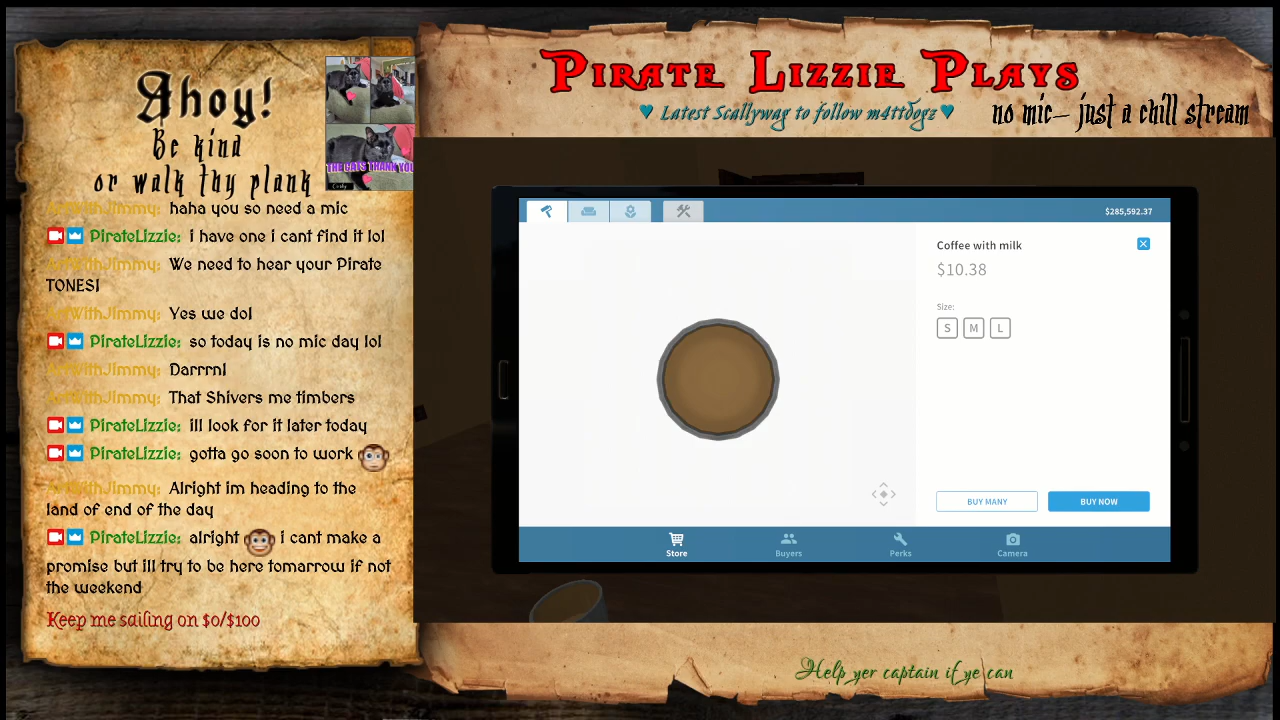 Ahoy!
Be kind
or walk thy plank
THE CATS THANK YOU
ArtWithJimmy: haha you so need a mic
PirateLizzie: i have one i cant find it lol
ArtWithJimmy: We need to hear your Pirate
TONES!
ArtWithJimmy: Yes we do!
PirateLizzie: so today is no mic day lol
ArtWithJimmy: Darrrn!
ArtWithJimmy: That Shivers me timbers
PirateLizzie: ill look for it later today
PirateLizzie: gotta go soon to work
ArtWithJimmy: Alright im heading to the
land of end of the day
PirateLizzie: alright i cant make a
promise but ill try to be here tomarrow if not
the weekend
Keep me sailing on $0/$100
Pirate Lizzie Plays
Latest Scallywag to follow m4ttdogz
no mic- just a chill stream
$285,592.37
Coffee with milk
$10.38
Size:
S M L
BUY MANY BUY NOW
Store Buyers Perks Camera
Help yer captain if ye can